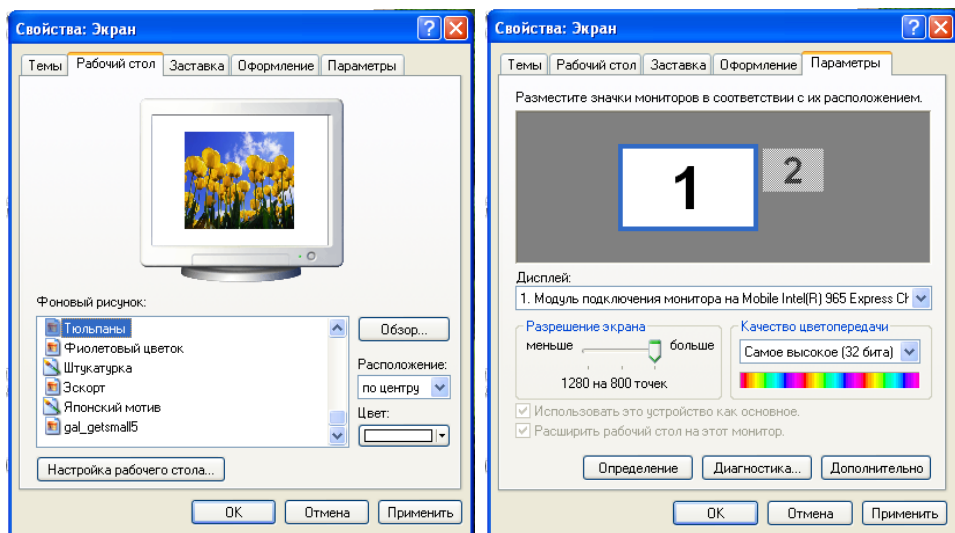 Свойства: Экран
Темы Рабочий стол Заставка Оформление Параметры
Фоновый рисунок:
Тюльпаны
Фиолетовый цветок
Штукатурка
Эскорт
Японский мотив
gal_getsmall5
Обзор...
Расположение:
по центру
Цвет:
Настройка рабочего стола...
ОК Отмена Применить
Свойства: Экран
Темы Рабочий стол Заставка Оформление Параметры
Разместите значки мониторов в соответствии с их расположением.
1 2
Дисплей:
1. Модуль подключения монитора на Mobile Intel(R) 965 Express Ch
Разрешение экрана
меньше больше
1280 на 800 точек
Качество цветопередачи
Самое высокое (32 бита)
Использовать это устройство как основное.
Расширить рабочий стол на этот монитор.
Определение Диагностика... Дополнительно
ОК Отмена Применить